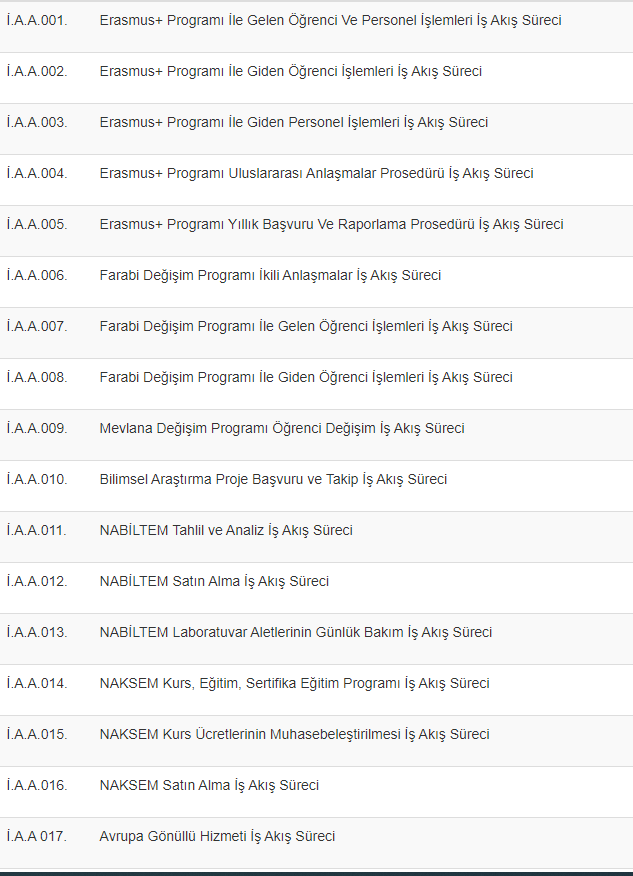 İ.A.A.001. Erasmus+ Programı İle Gelen Öğrenci Ve Personel İşlemleri İş Akış Süreci
İ.A.A.002. Erasmus+ Programı İle Giden Öğrenci İşlemleri İş Akış Süreci
İ.A.A.003. Erasmus+ Programı İle Giden Personel İşlemleri İş Akış Süreci
İ.A.A.004. Erasmus+ Programı Uluslararası Anlaşmalar Prosedürü İş Akış Süreci
İ.A.A.005. Erasmus+ Programı Yıllık Başvuru Ve Raporlama Prosedürü İş Akış Süreci
İ.A.A.006. Farabi Değişim Programı İkili Anlaşmalar İş Akış Süreci
İ.A.A.007. Farabi Değişim Programı İle Gelen Öğrenci İşlemleri İş Akış Süreci
İ.A.A.008. Farabi Değişim Programı İle Giden Öğrenci İşlemleri İş Akış Süreci
İ.A.A.009. Mevlana Değişim Programı Öğrenci Değişim İş Akış Süreci
İ.A.A.010. Bilimsel Araştırma Proje Başvuru ve Takip İş Akış Süreci
İ.A.A.011. NABİLTEM Tahlil ve Analiz İş Akış Süreci
İ.A.A.012. NABİLTEM Satın Alma İş Akış Süreci
İ.A.A.013. NABİLTEM Laboratuvar Aletlerinin Günlük Bakım İş Akış Süreci
İ.A.A.014. NAKSEM Kurs, Eğitim, Sertifika Eğitim Programı İş Akış Süreci
İ.A.A.015. NAKSEM Kurs Ücretlerinin Muhasebeleştirilmesi İş Akış Süreci
İ.A.A.016. NAKSEM Satın Alma İş Akış Süreci
İ.A.A 017. Avrupa Gönüllü Hizmeti İş Akış Süreci